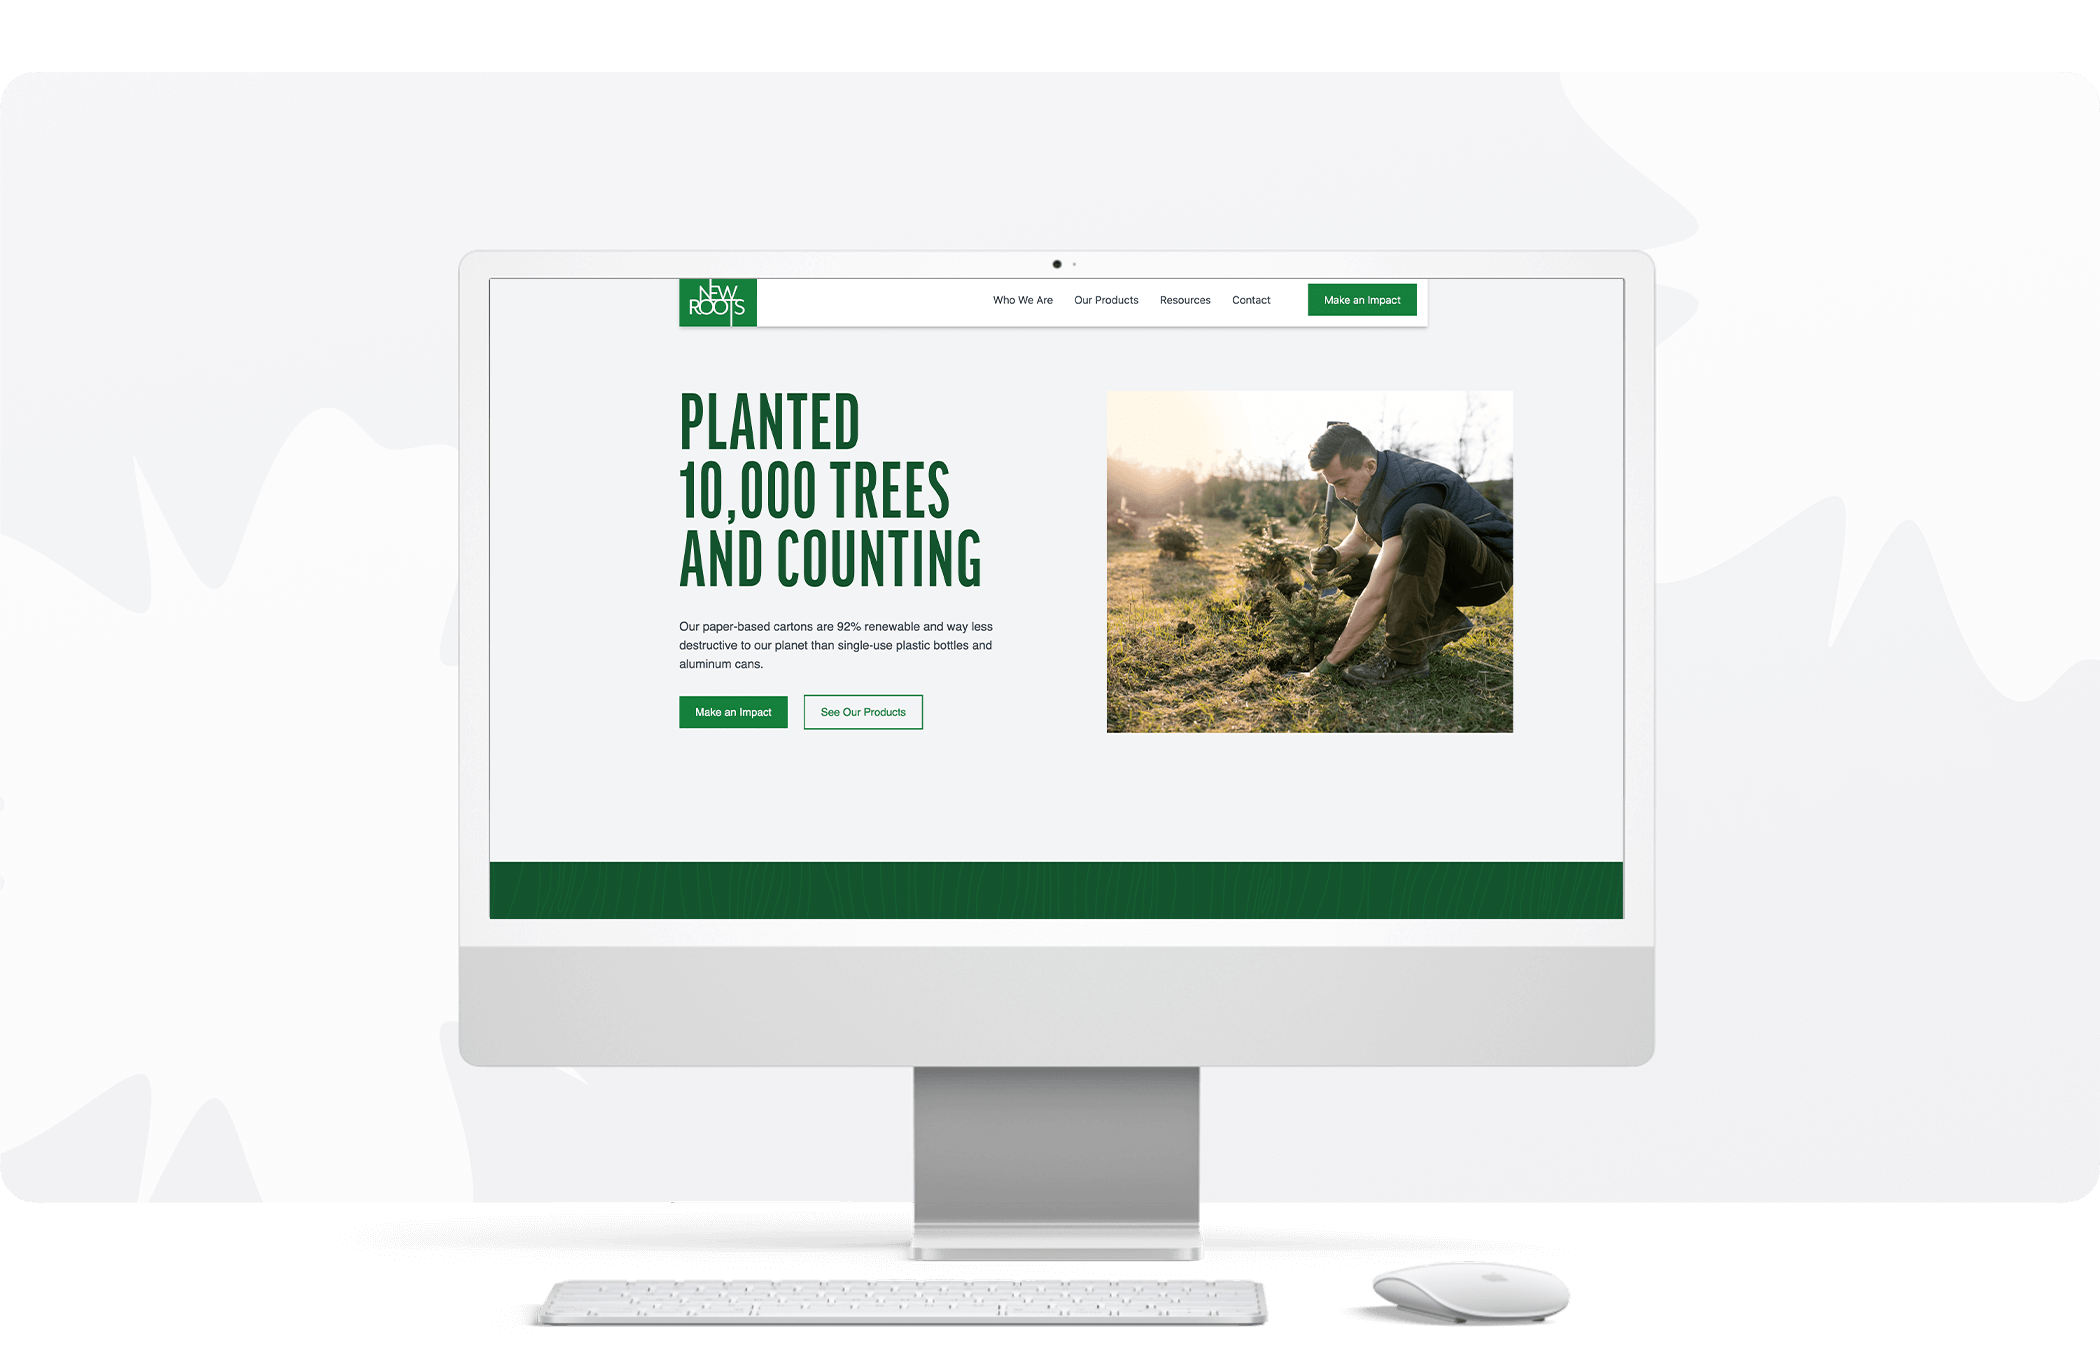 NEW
ROOTS
Who We Are
Our Products
Resources
Contact
Make an Impact
PLANTED
10,000 TREES
AND COUNTING
Our paper-based cartons are 92% renewable and way less
destructive to our planet than single-use plastic bottles and
aluminum cans.
Make an Impact
See Our Products